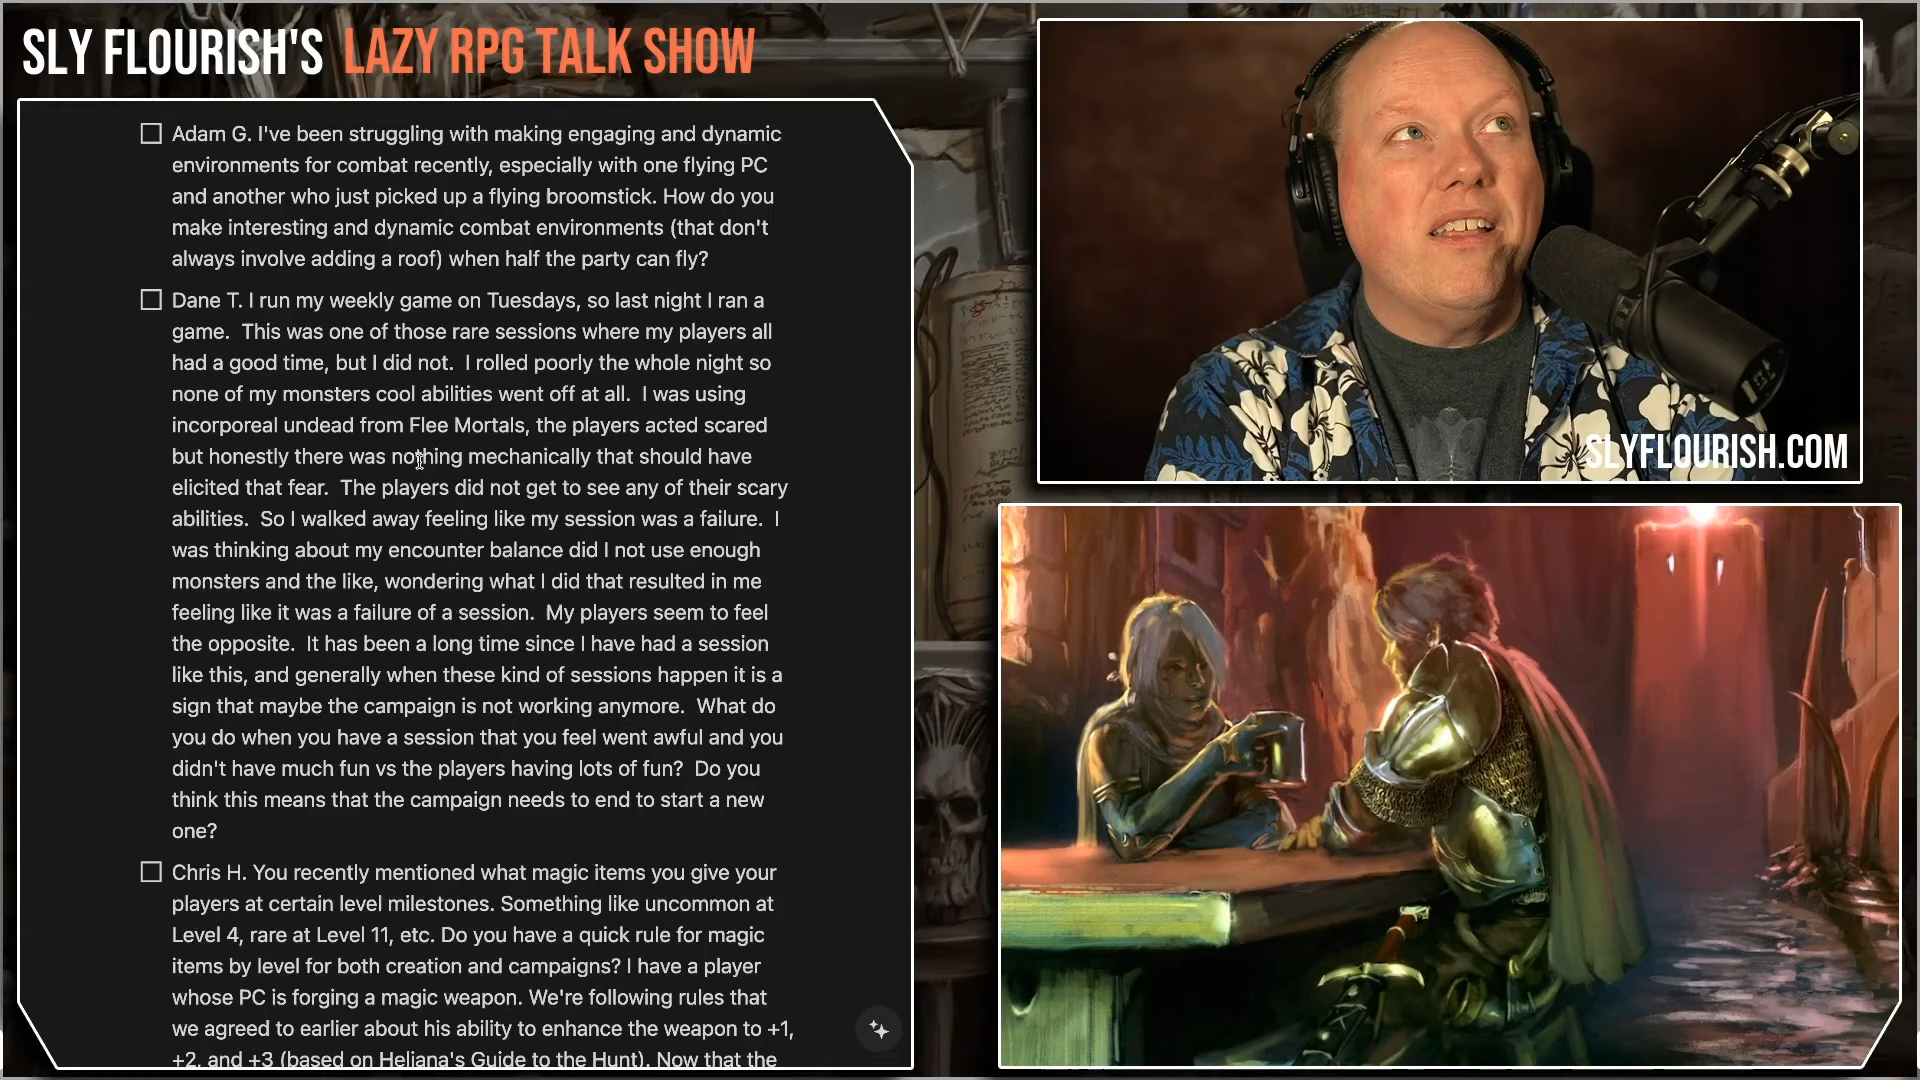 SLY FLOURISH'S LAZY RPG TALK SHOW
Adam G. I've been struggling with making engaging and dynamic
environments for combat recently, especially with one flying PC
and another who just picked up a flying broomstick. How do you
make interesting and dynamic combat environments (that don't
always involve adding a roof) when half the party can fly?
Dane T. I run my weekly game on Tuesdays, so last night I ran a
game.  This was one of those rare sessions where my players all
had a good time, but I did not.  I rolled poorly the whole night so
none of my monsters cool abilities went off at all.  I was using
incorporeal undead from Flee Mortals, the players acted scared
but honestly there was nothing mechanically that should have
elicited that fear.  The players did not get to see any of their scary
abilities.  So I walked away feeling like my session was a failure.  I
was thinking about my encounter balance did I not use enough
monsters and the like, wondering what I did that resulted in me
feeling like it was a failure of a session.  My players seem to feel
the opposite.  It has been a long time since I have had a session
like this, and generally when these kind of sessions happen it is a
sign that maybe the campaign is not working anymore.  What do
you do when you have a session that you feel went awful and you
didn't have much fun vs the players having lots of fun?  Do you
think this means that the campaign needs to end to start a new
one?
Chris H. You recently mentioned what magic items you give your
players at certain level milestones. Something like uncommon at
Level 4, rare at Level 11, etc. Do you have a quick rule for magic
items by level for both creation and campaigns? I have a player
whose PC is forging a magic weapon. We're following rules that
we agreed to earlier about his ability to enhance the weapon to +1,
+2, and +3 (based on Heliana's Guide to the Hunt). Now that the
SLYFLOURISH.COM